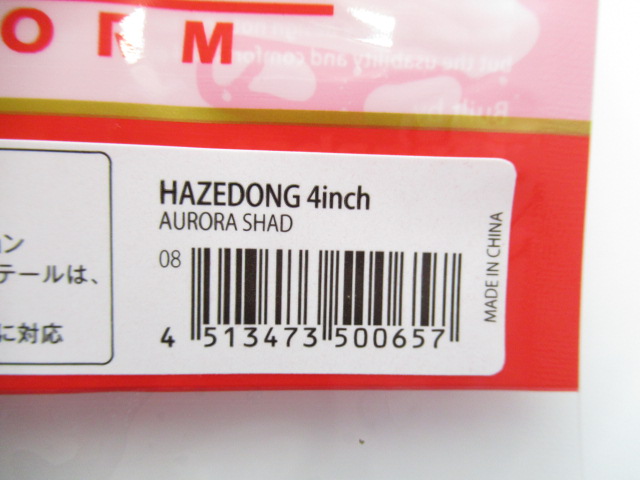 but the usability and comfor
Built by
ン
テールは、
に対応
HAZEDONG 4inch
AURORA SHAD
08
4 513473 500657
MADE IN CHINA